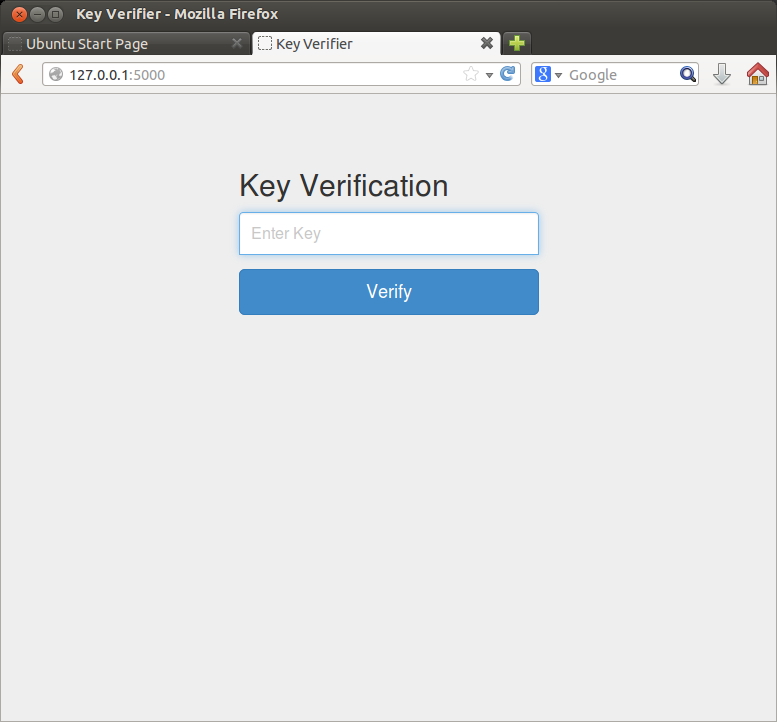 Key Verifier - Mozilla Firefox
Ubuntu Start Page
Key Verifier
127.0.0.1:5000
8
Google
Key Verification
Enter Key
Verify